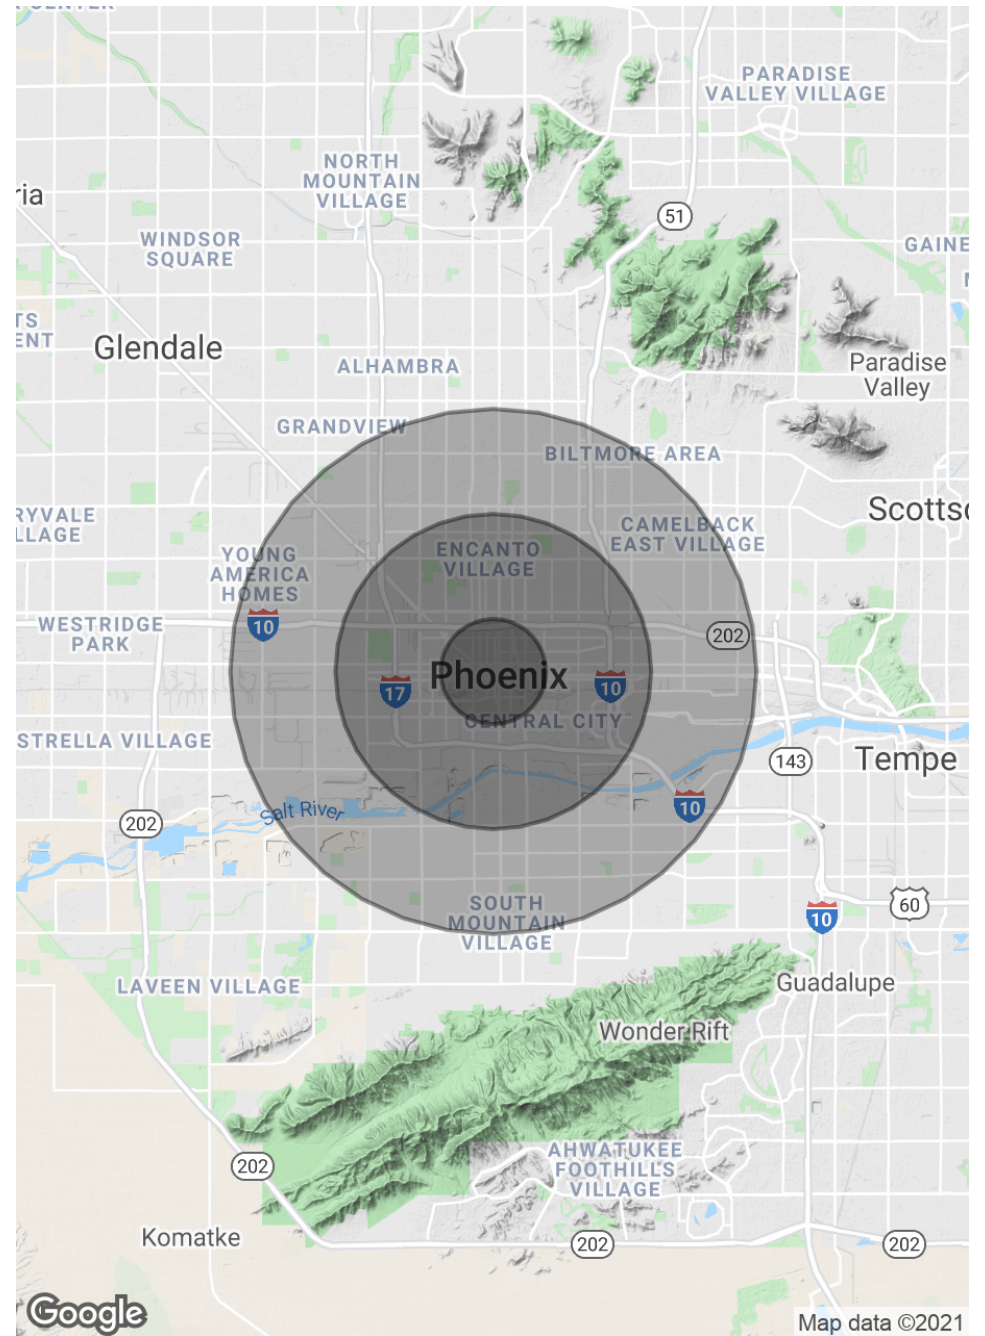 PARADISE
VALLEY VILLAGE
NORTH
MOUNTAIN
VILLAGE
ria
51
WINDSOR
SQUARE
GAINE
TS
ENT
Glendale
ALHAMBRA
Paradise
Valley
GRANDVIEW
BILTMORE AREA
Scottsd
RYVALE
LLAGE
CAMELBACK
EAST VILLAGE
ENCANTO
VILLAGE
YOUNG
AMERICA
HOMES
10
WESTRIDGE
PARK
202
Phoenix
17
10
CENTRAL CITY
STRELLA VILLAGE
143
Tempe
10
Salt River
202
60
10
SOUTH
MOUNTAIN
VILLAGE
LAVEEN VILLAGE
Guadalupe
Wonder Rift
AHWATUKEE
FOOTHILLS
VILLAGE
202
Komatke
202
202
Google
Map data ©2021